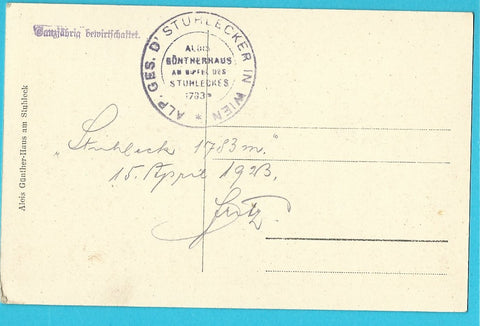 Ganzjährig bewirtschaftet.
ALP. GES. D' STUHLECKER IN WIEN *
ALOIS
GÜNTHERHAUS
AM GIPFEL DES
STUHLECKES
1783m
Alois Günther-Haus am Stuhleck
„Stuhleck 1783 m."
15. April 1923.
Fritz.